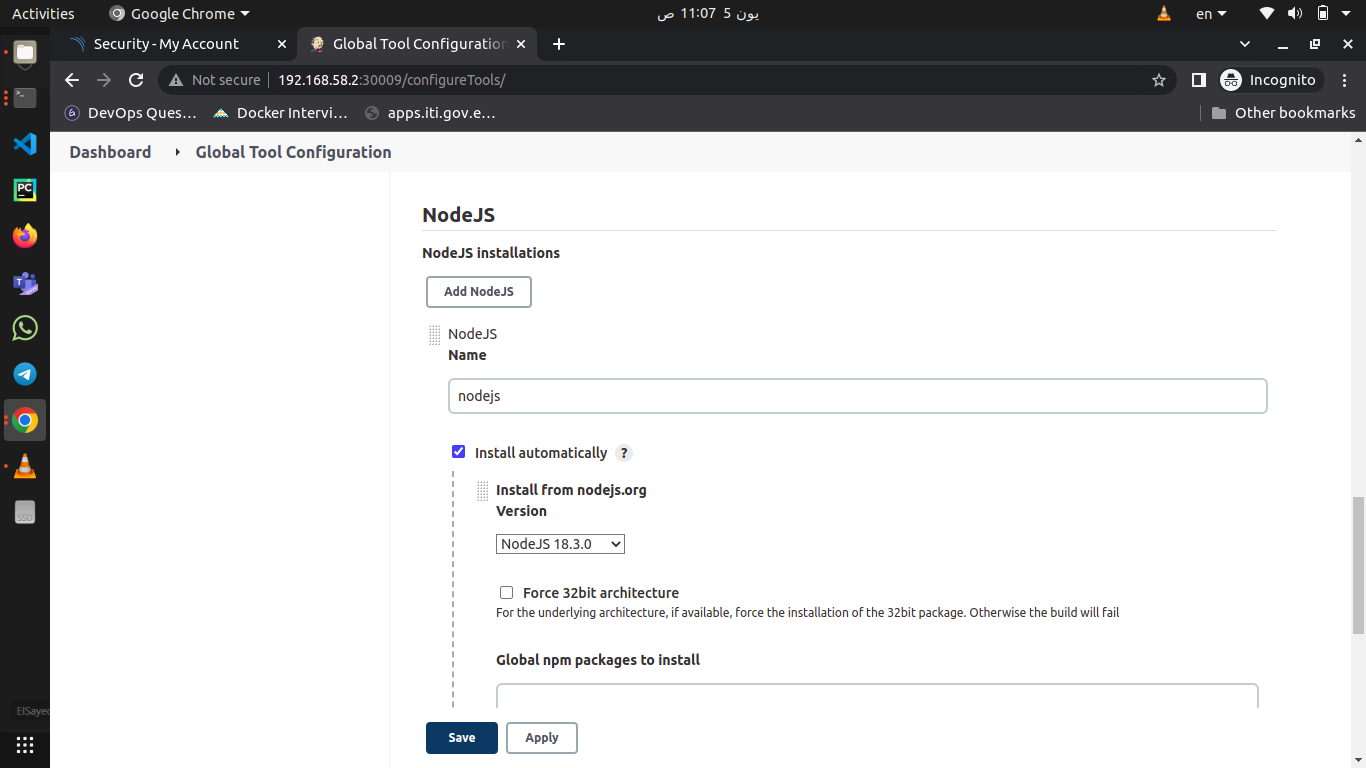 Activities
Google Chrome
يون 5 11:07 ص
en
Security - My Account
Global Tool Configuration
Not secure
192.168.58.2:30009/configureTools/
Incognito
DevOps Ques...
Docker Intervi...
apps.iti.gov.e...
Other bookmarks
Dashboard
Global Tool Configuration
NodeJS
NodeJS installations
Add NodeJS
NodeJS
Name
nodejs
Install automatically ?
Install from nodejs.org
Version
NodeJS 18.3.0
Force 32bit architecture
For the underlying architecture, if available, force the installation of the 32bit package. Otherwise the build will fail
Global npm packages to install
Save
Apply
PC
SSD
ElSayed